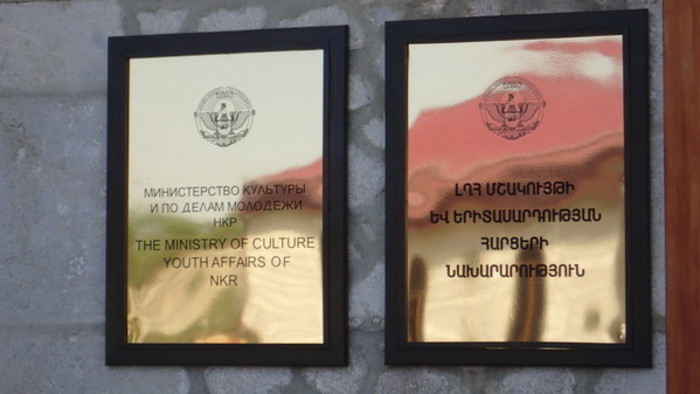 МИНИСТЕРСТВО КУЛЬТУРЫ
И ПО ДЕЛАМ МОЛОДЕЖИ
НКР
THE MINISTRY OF CULTURE
YOUTH AFFAIRS OF
NKR
ԼՂՀ ՄՇԱԿՈՒՅԹԻ
ԵՎ ԵՐԻՏԱՍԱՐԴՈՒԹՅԱՆ
ՀԱՐՑԵՐԻ
ՆԱԽԱՐԱՐՈՒԹՅՈՒՆ